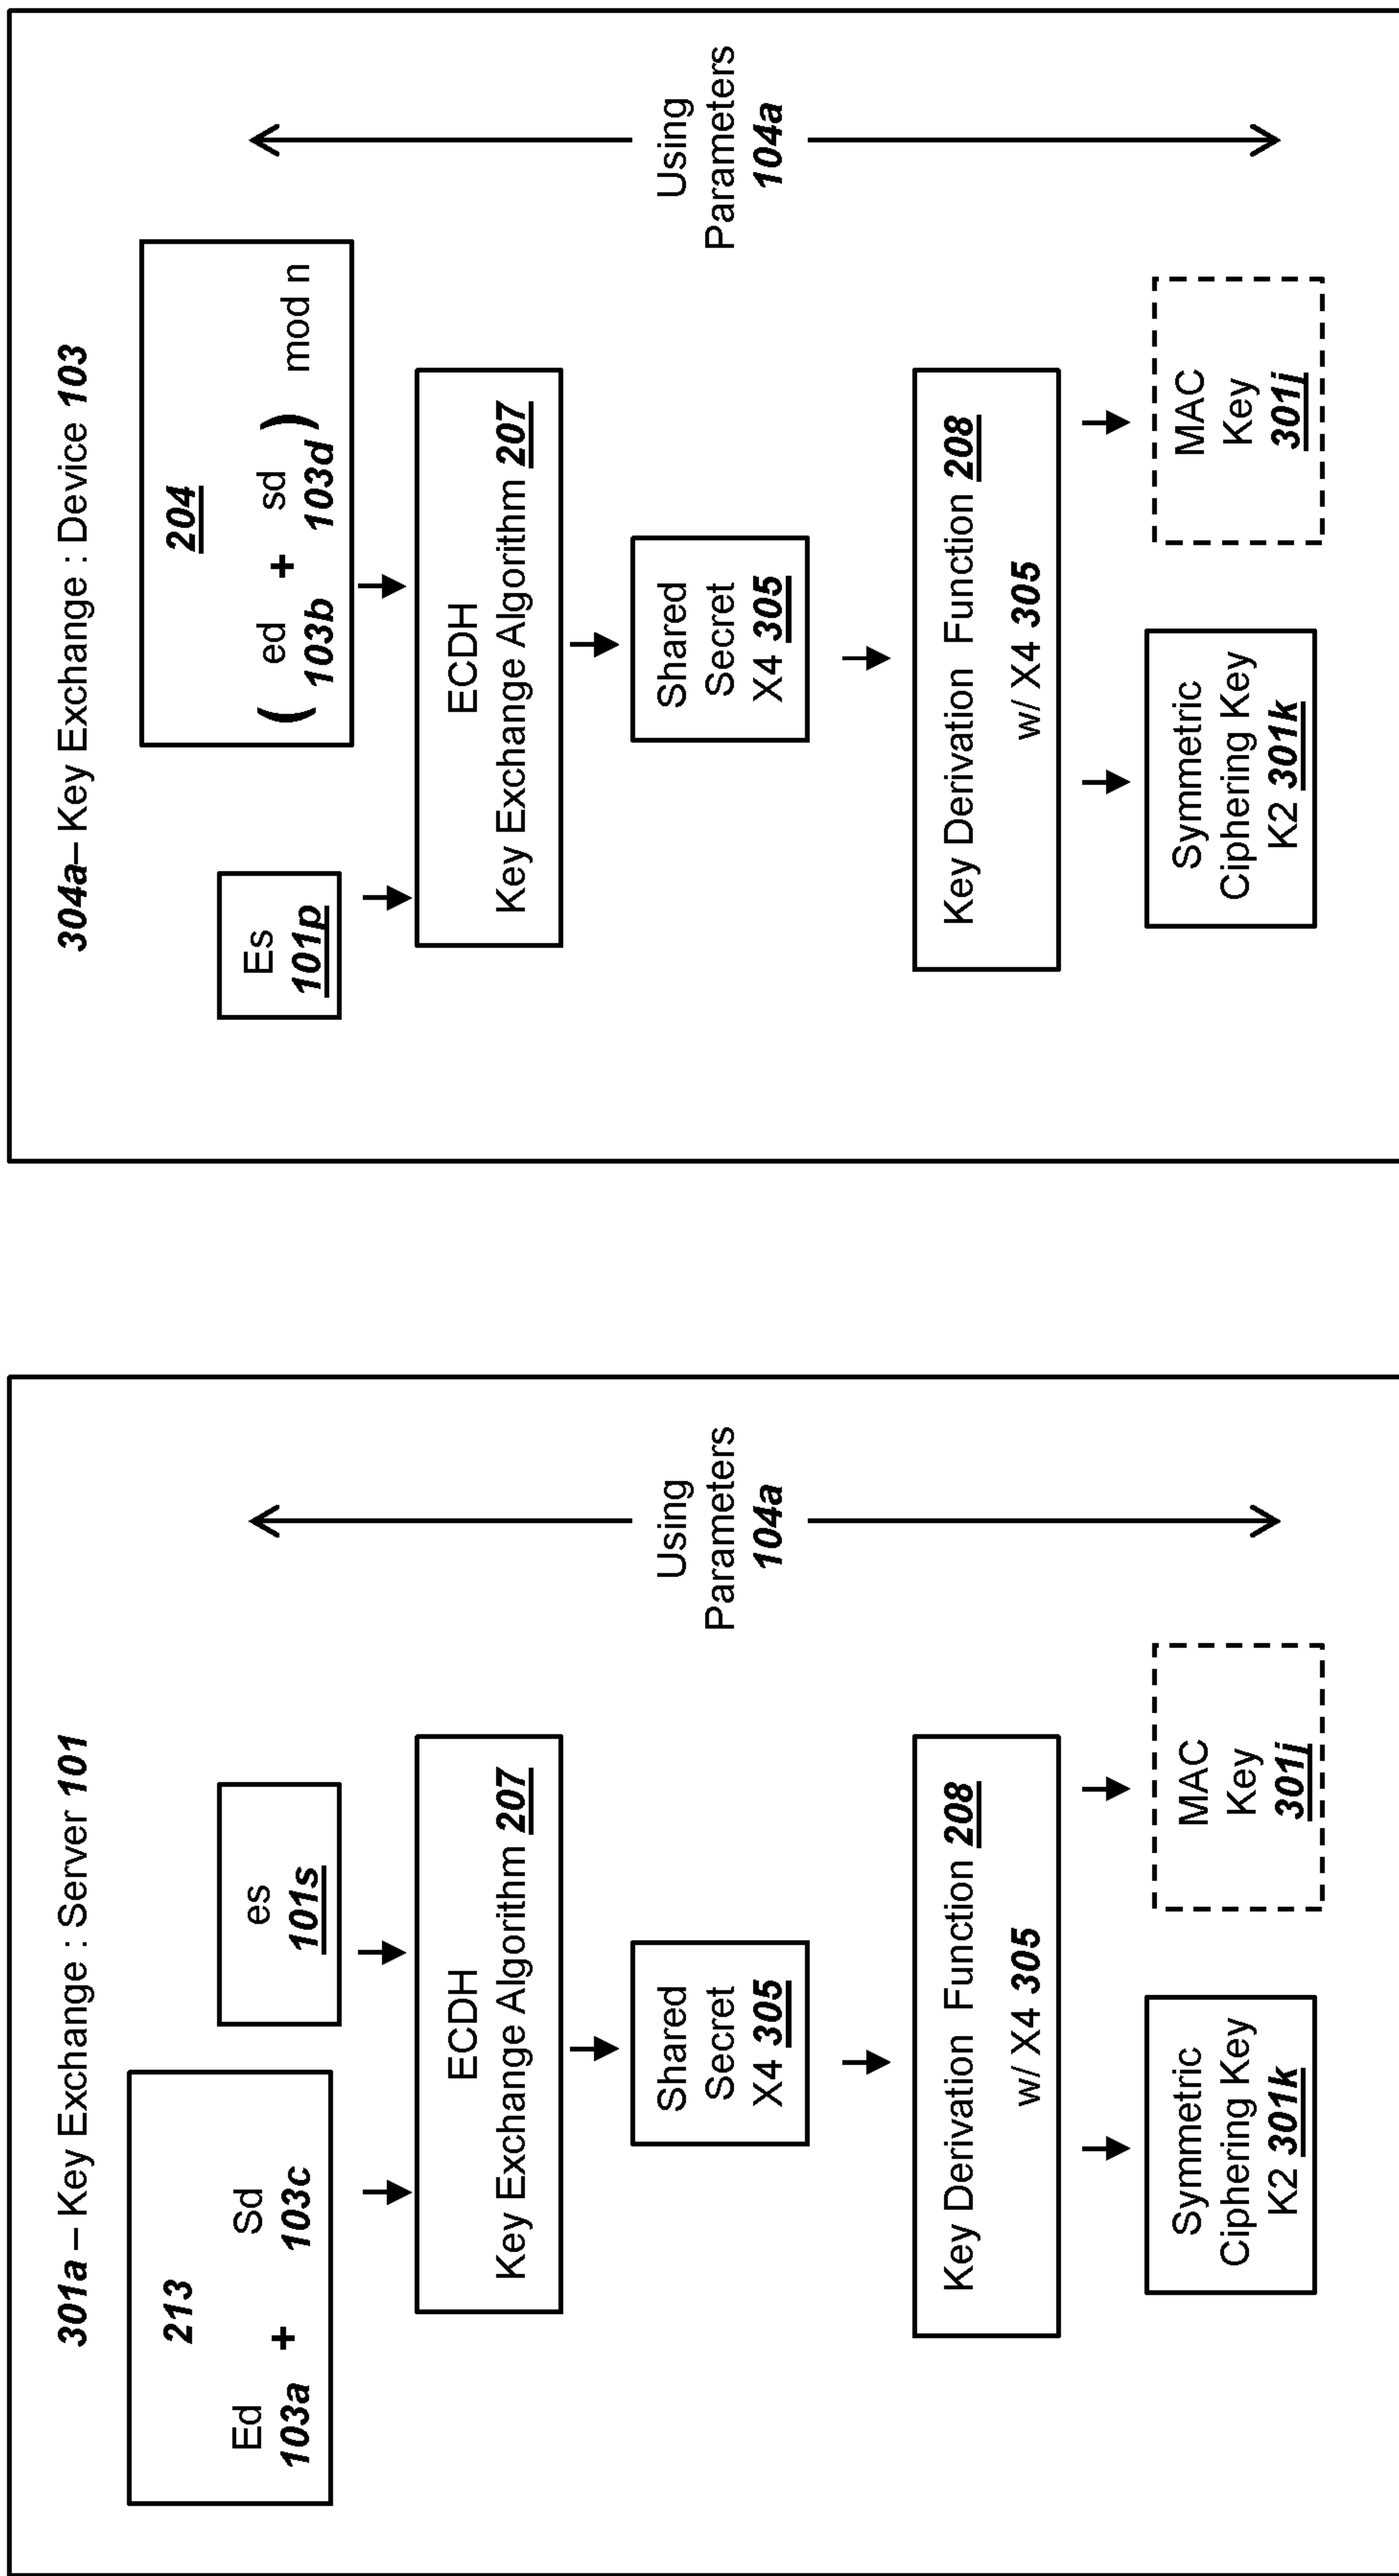 301a – Key Exchange : Server 101
213
Ed + Sd
103a 103c
es
101s
ECDH
Key Exchange Algorithm 207
Shared
Secret
X4 305
Key Derivation Function 208
w/ X4 305
Symmetric
Ciphering Key
K2 301k
MAC
Key
301j
Using
Parameters
104a
304a– Key Exchange : Device 103
Es
101p
204
( ed + sd ) mod n
103b 103d
ECDH
Key Exchange Algorithm 207
Shared
Secret
X4 305
Key Derivation Function 208
w/ X4 305
Symmetric
Ciphering Key
K2 301k
MAC
Key
301j
Using
Parameters
104a